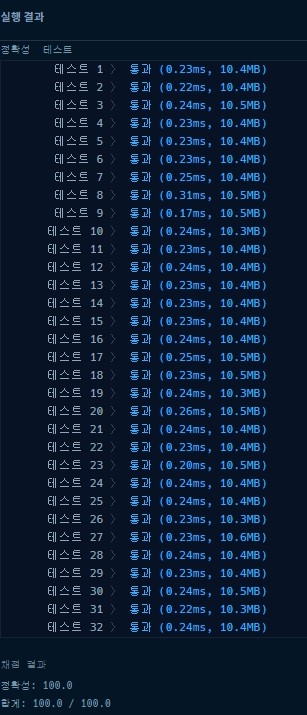 실행 결과
정확성 테스트
테스트 1 〉 통과 (0.23ms, 10.4MB)
테스트 2 〉 통과 (0.22ms, 10.4MB)
테스트 3 〉 통과 (0.23ms, 10.4MB)
테스트 4 〉 통과 (0.23ms, 10.4MB)
테스트 5 〉 통과 (0.23ms, 10.4MB)
테스트 6 〉 통과 (0.23ms, 10.4MB)
테스트 7 〉 통과 (0.25ms, 10.4MB)
테스트 8 〉 통과 (0.31ms, 10.5MB)
테스트 9 〉 통과 (0.17ms, 10.5MB)
테스트 10 〉 통과 (0.24ms, 10.3MB)
테스트 11 〉 통과 (0.23ms, 10.4MB)
테스트 12 〉 통과 (0.24ms, 10.4MB)
테스트 13 〉 통과 (0.23ms, 10.4MB)
테스트 14 〉 통과 (0.23ms, 10.4MB)
테스트 15 〉 통과 (0.23ms, 10.4MB)
테스트 16 〉 통과 (0.24ms, 10.4MB)
테스트 17 〉 통과 (0.25ms, 10.5MB)
테스트 18 〉 통과 (0.23ms, 10.5MB)
테스트 19 〉 통과 (0.24ms, 10.3MB)
테스트 20 〉 통과 (0.26ms, 10.5MB)
테스트 21 〉 통과 (0.24ms, 10.4MB)
테스트 22 〉 통과 (0.23ms, 10.4MB)
테스트 23 〉 통과 (0.20ms, 10.5MB)
테스트 24 〉 통과 (0.24ms, 10.4MB)
테스트 25 〉 통과 (0.24ms, 10.4MB)
테스트 26 〉 통과 (0.23ms, 10.3MB)
테스트 27 〉 통과 (0.23ms, 10.6MB)
테스트 28 〉 통과 (0.24ms, 10.4MB)
테스트 29 〉 통과 (0.23ms, 10.4MB)
테스트 30 〉 통과 (0.24ms, 10.5MB)
테스트 31 〉 통과 (0.22ms, 10.3MB)
테스트 32 〉 통과 (0.24ms, 10.4MB)
채점 결과
정확성: 100.0
합계: 100.0 / 100.0